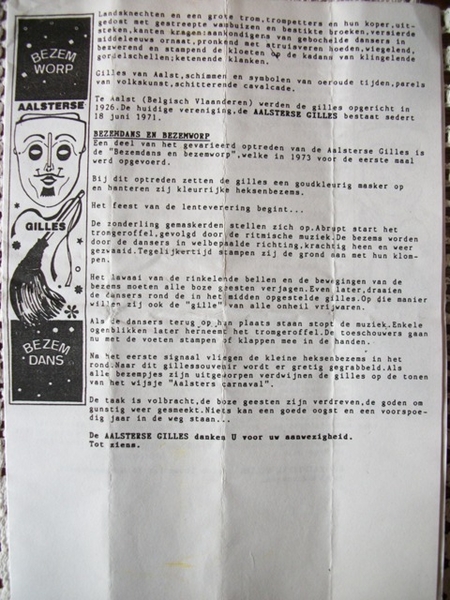 BEZEM
WORP
AALSTERSE
GILLES
BEZEM
DANS
Landsknechten en een grote trom,trompetters en hun koper,uit-
gedost met gestreepte wambuizen en bestikte broeken,versierde
steken,kanten kragen;aankondigers van gebochelde dansers in
middeleeuws ornaat,pronkend met struisveren hoeden,wiegelend,
bezwerend en stampend de kloeten op de kadans van klingelende
gordelschellen;ketenende klanken.
Gilles van Aalst,schimmen en symbolen van oeroude tijden,parels
van volkskunst,schitterende cavalcade.
Te Aalst (Belgisch Vlaanderen) werden de gilles opgericht in
1926.De huidige vereniging,de AALSTERSE GILLES bestaat sedert
18 juni 1971.
BEZEMDANS EN BEZEMWORP
Een deel van het gevarieerd optreden van de Aalsterse Gilles is
de "Bezemdans en bezemworp",welke in 1973 voor de eerste maal
werd opgevoerd.
Bij dit optreden zetten de gilles een goudkleurig masker op
en hanteren zij kleurrijke heksenbezems.
Het feest van de lenteverering begint...
De zonderling gemaskerden stellen zich op.Abrupt start het
tromgeroffel,gevolgd door de ritmische muziek.De bezems worden
door de dansers in welbepaalde richting,krachtig heen en weer
gezwaaid.Tegelijkertijd stampen zij de grond aan met hun klom-
pen.
Het lawaai van de rinkelende bellen en de bewegingen van de
bezems moeten alle boze geesten verjagen.Even later,draaien
de dansers rond de in het midden opgestelde gilles.Op die manier
willen zij ook de "gille" van alle onheil vrijwaren.
Als de dansers terug op hun plaats staan stopt de muziek.Enkele
ogenblikken later herneemt het tromgeroffel.De toeschouwers gaan
nu met de voeten stampen of klappen mee in de handen.
Na het eerste signaal vliegen de kleine heksenbezems in het
rond.Naar dit gillessouvenir wordt er gretig gegrabbeld.Als
alle bezempjes zijn uitgeworpen verdwijnen de gilles op de tonen
van het wijsje "Aalsters carnaval".
De taak is volbracht,de boze geesten zijn verdreven,de goden om
gunstig weer gesmeekt.Niets kan een goede oogst en een voorspoe-
dig jaar in de weg staan...
De AALSTERSE GILLES danken U voor uw aanwezigheid.
Tot ziens.